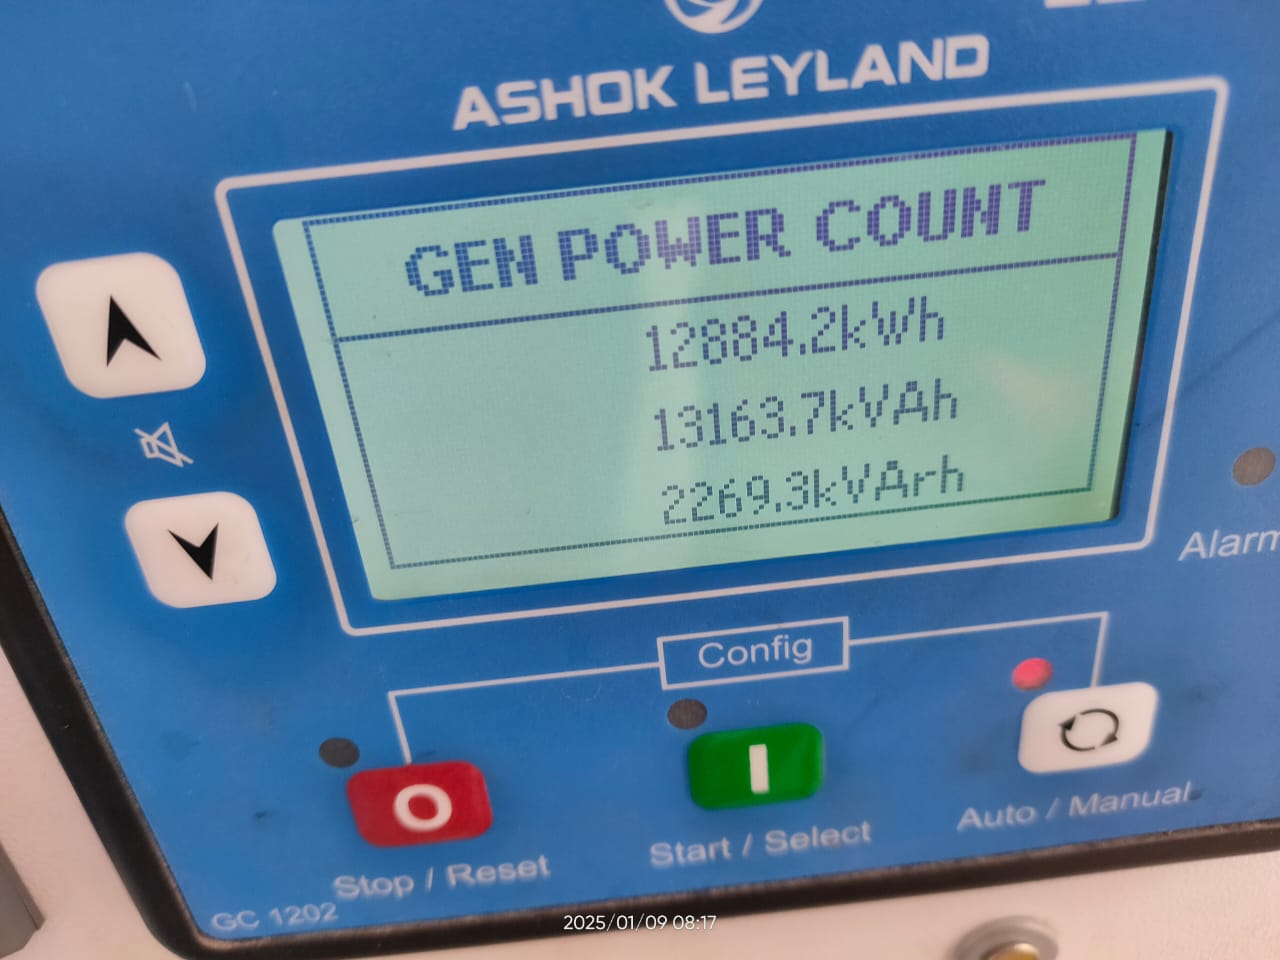 ASHOK LEYLAND
GEN POWER COUNT
12884.2kWh
13163.7kVAh
2269.3kVArh
Alarm
Config
Stop / Reset
Start / Select
Auto / Manual
GC 1202
2025/01/09 08:17